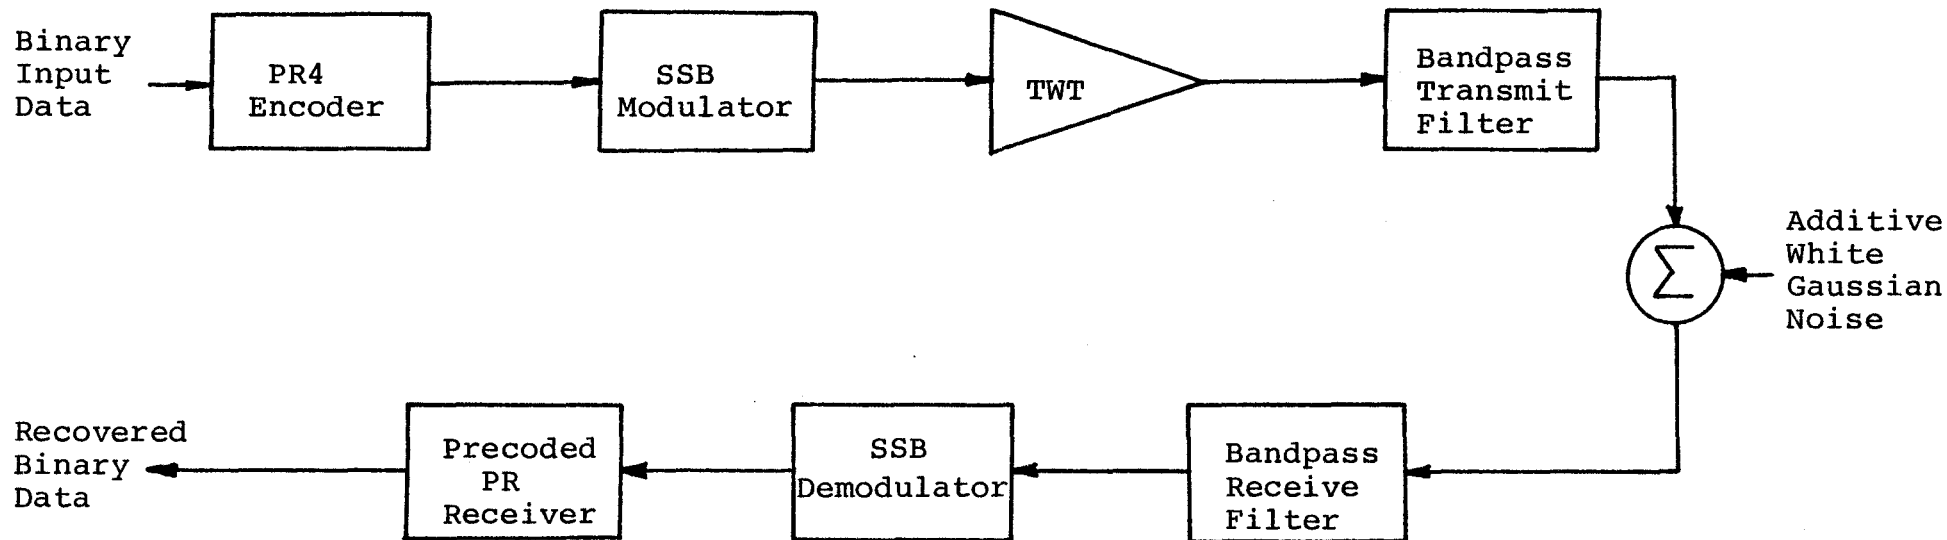 Binary
Input
Data
PR4
Encoder
SSB
Modulator
TWT
Bandpass
Transmit
Filter
Σ
Additive
White
Gaussian
Noise
Bandpass
Receive
Filter
SSB
Demodulator
Precoded
PR
Receiver
Recovered
Binary
Data